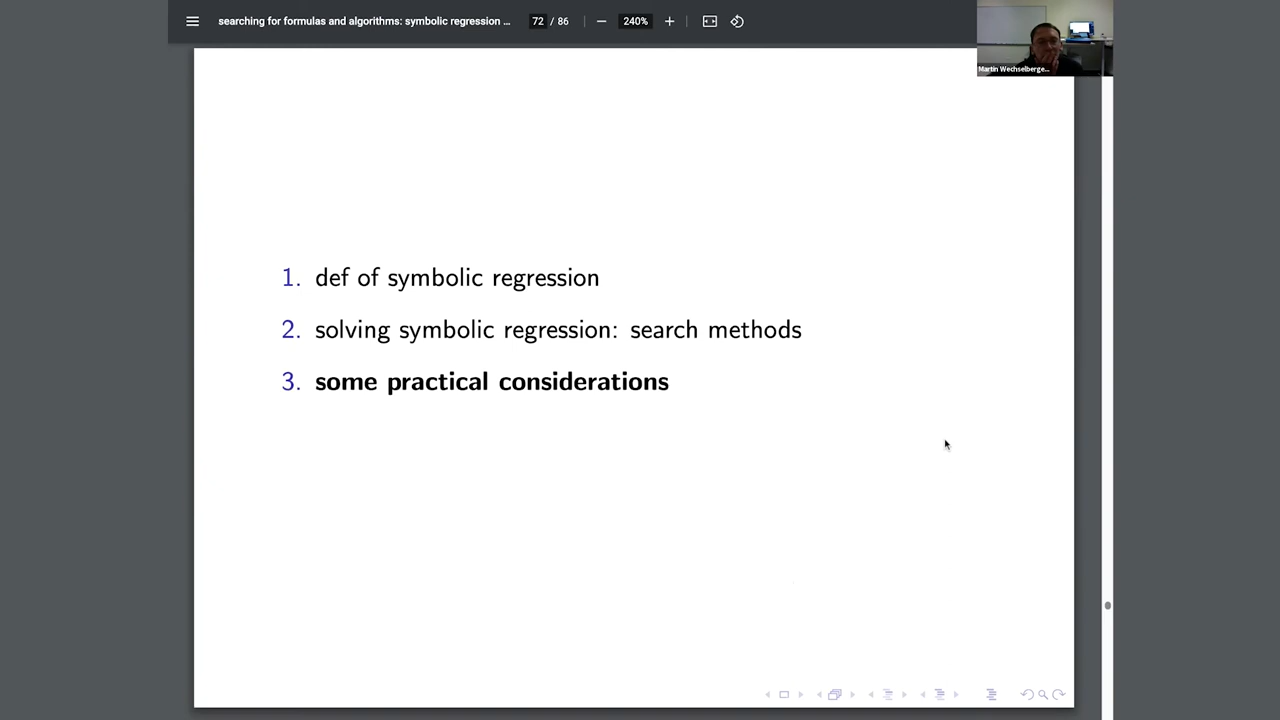 searching for formulas and algorithms: symbolic regression ...
72 / 86
240%
Martin Wechselberge...
1. def of symbolic regression
2. solving symbolic regression: search methods
3. some practical considerations